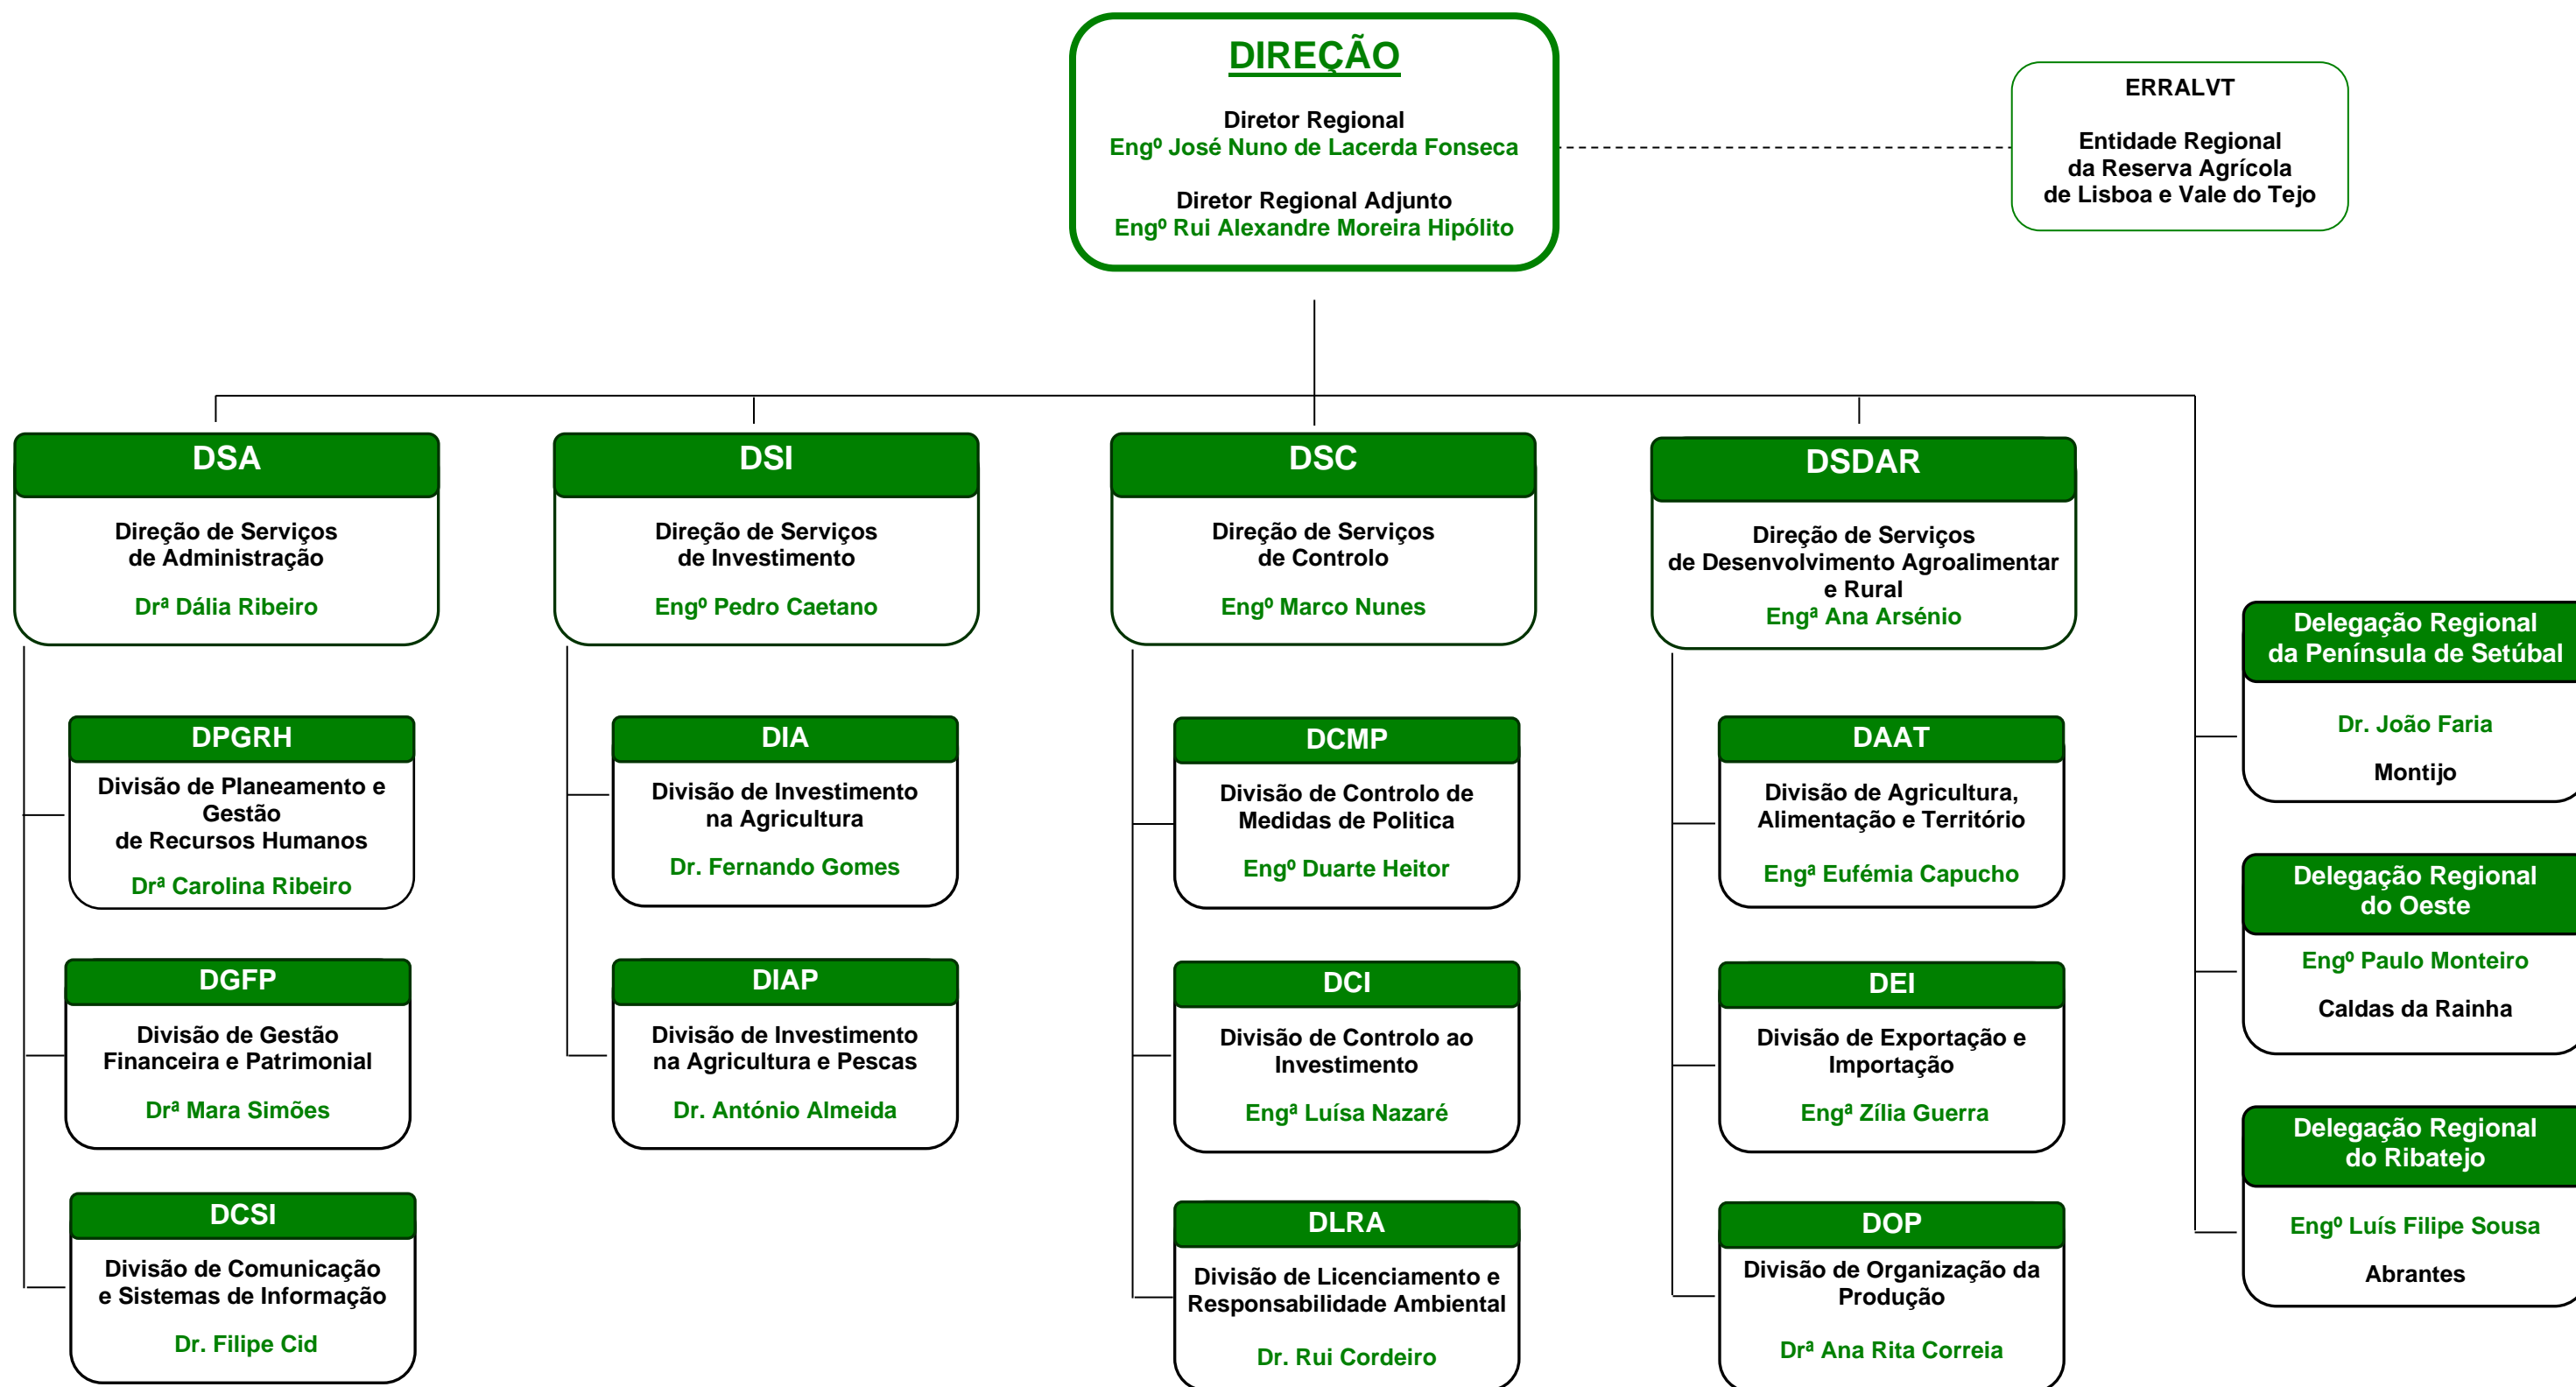 DIREÇÃO
Diretor Regional
Engº José Nuno de Lacerda Fonseca
Diretor Regional Adjunto
Engº Rui Alexandre Moreira Hipólito
ERRALVT
Entidade Regional
da Reserva Agrícola
de Lisboa e Vale do Tejo
DSA
Direção de Serviços
de Administração
Drª Dália Ribeiro
DPGRH
Divisão de Planeamento e
Gestão
de Recursos Humanos
Drª Carolina Ribeiro
DGFP
Divisão de Gestão
Financeira e Patrimonial
Drª Mara Simões
DCSI
Divisão de Comunicação
e Sistemas de Informação
Dr. Filipe Cid
DSI
Direção de Serviços
de Investimento
Engº Pedro Caetano
DIA
Divisão de Investimento
na Agricultura
Dr. Fernando Gomes
DIAP
Divisão de Investimento
na Agricultura e Pescas
Dr. António Almeida
DSC
Direção de Serviços
de Controlo
Engº Marco Nunes
DCMP
Divisão de Controlo de
Medidas de Politica
Engº Duarte Heitor
DCI
Divisão de Controlo ao
Investimento
Engª Luísa Nazaré
DLRA
Divisão de Licenciamento e
Responsabilidade Ambiental
Dr. Rui Cordeiro
DSDAR
Direção de Serviços
de Desenvolvimento Agroalimentar
e Rural
Engª Ana Arsénio
DAAT
Divisão de Agricultura,
Alimentação e Território
Engª Eufémia Capucho
DEI
Divisão de Exportação e
Importação
Engª Zília Guerra
DOP
Divisão de Organização da
Produção
Drª Ana Rita Correia
Delegação Regional
da Península de Setúbal
Dr. João Faria
Montijo
Delegação Regional
do Oeste
Engº Paulo Monteiro
Caldas da Rainha
Delegação Regional
do Ribatejo
Engº Luís Filipe Sousa
Abrantes